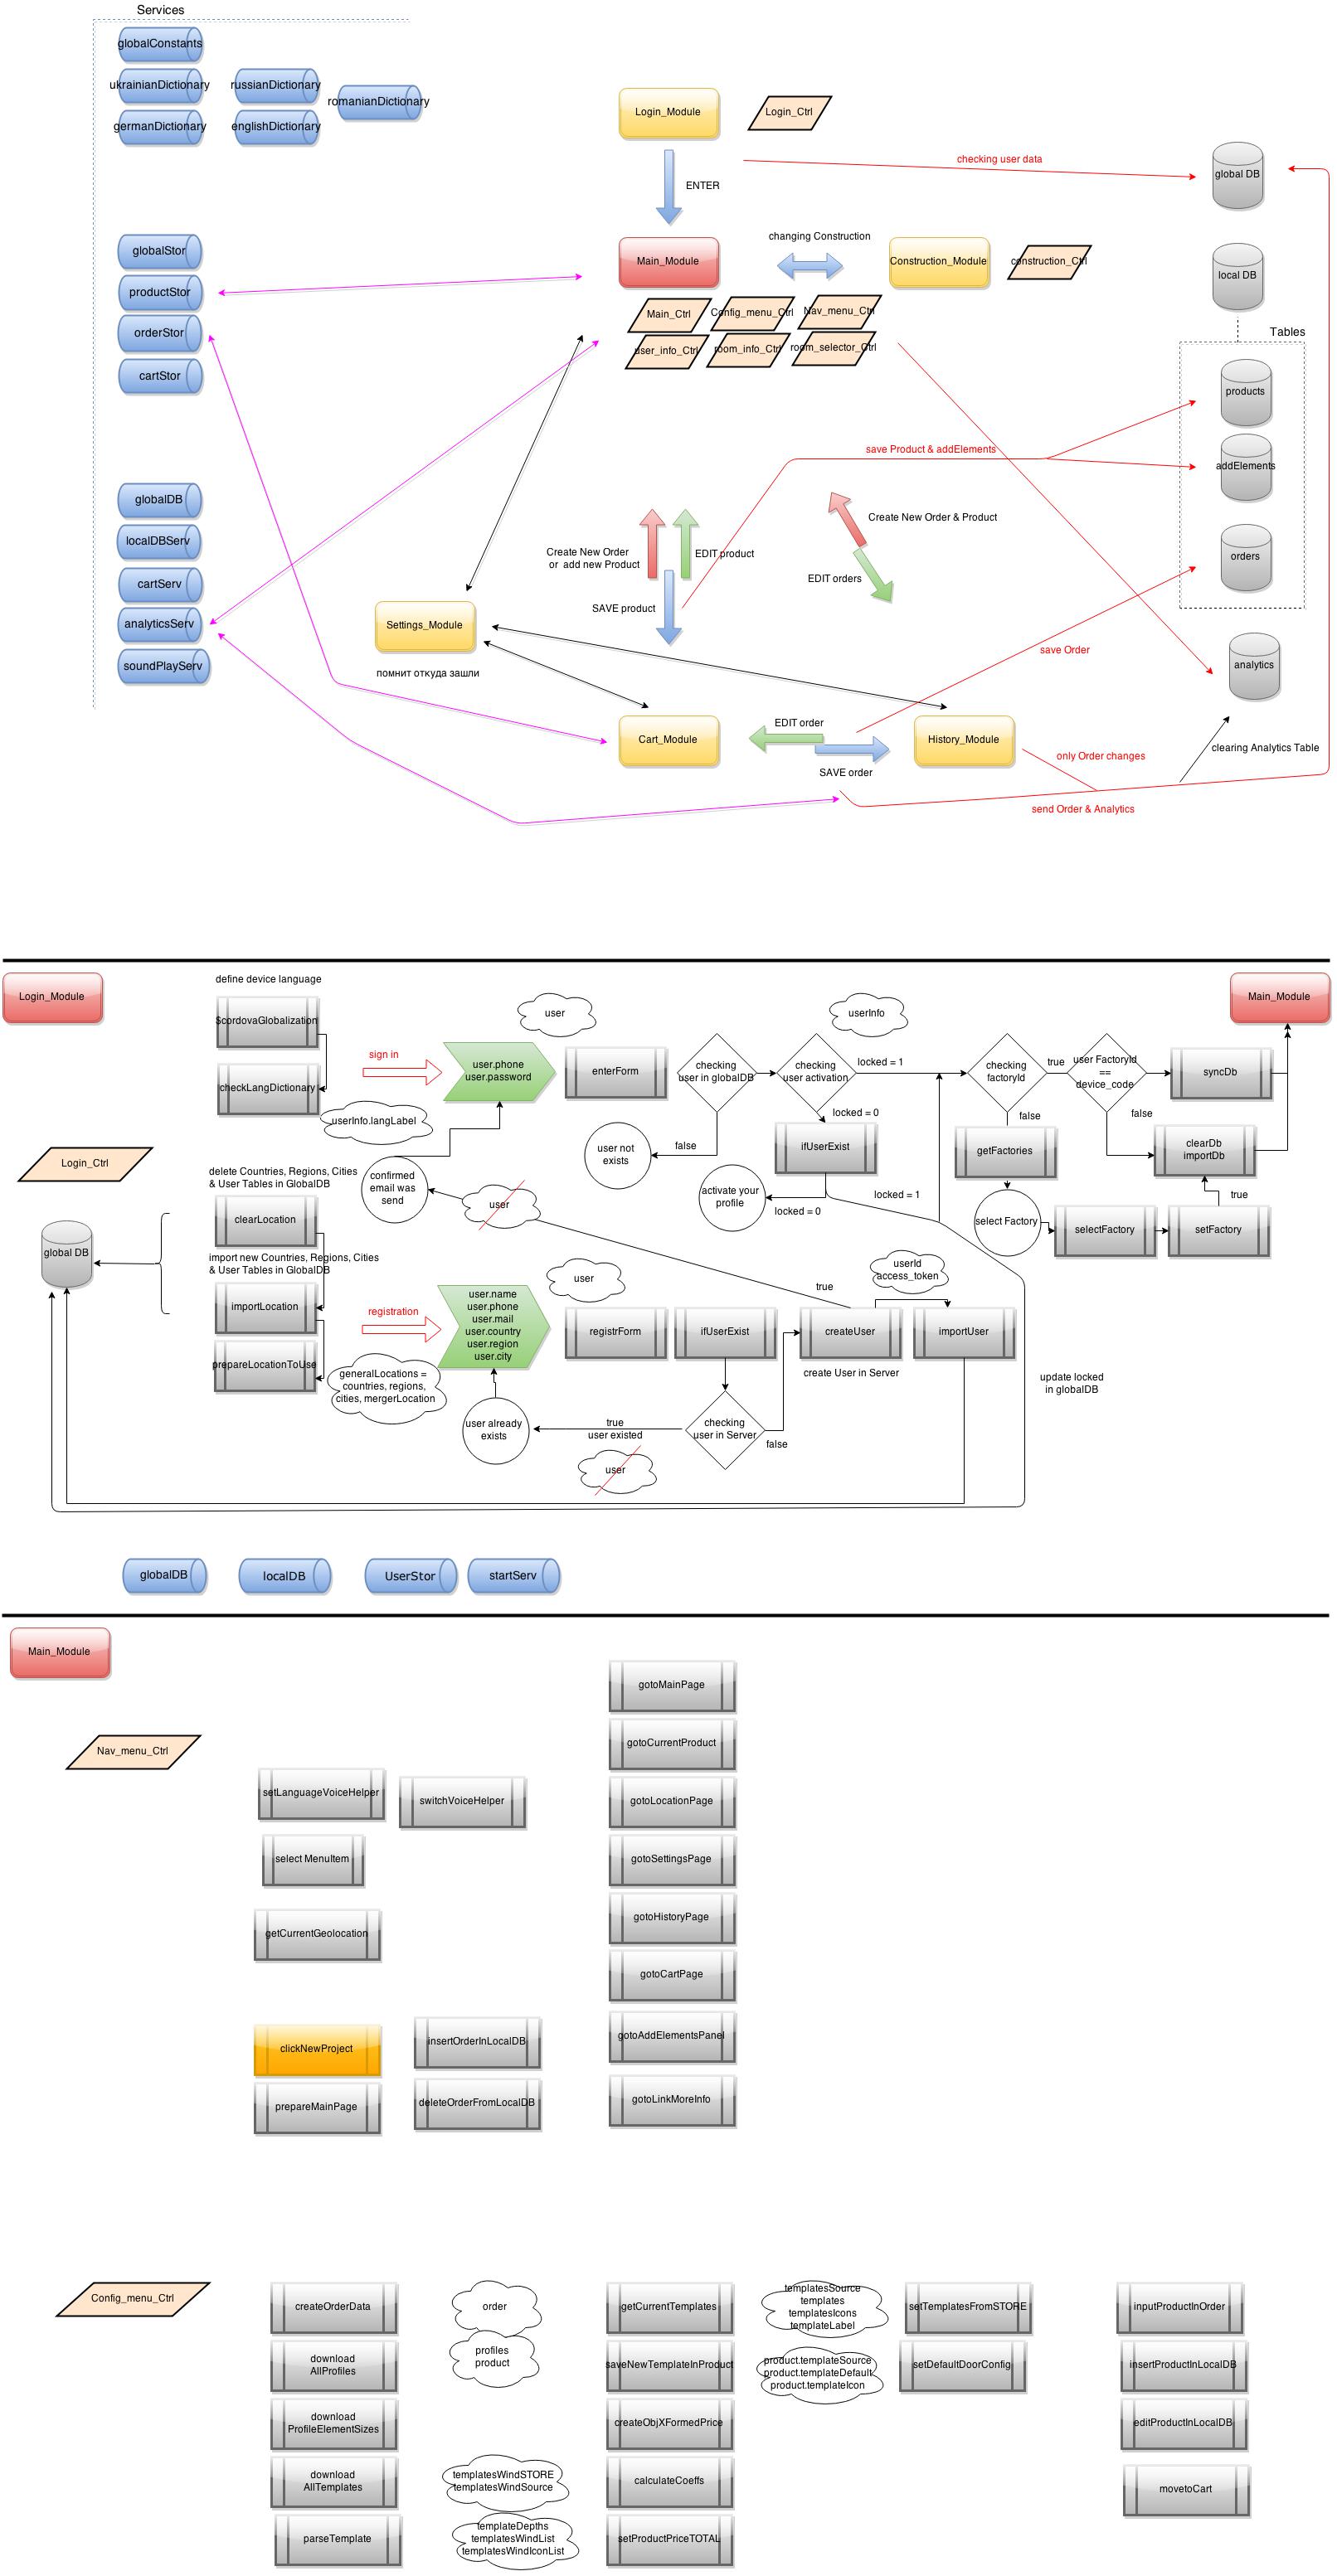 Services
globalConstants
ukrainianDictionary
russianDictionary
romanianDictionary
germanDictionary
englishDictionary
Login_Module
Login_Ctrl
checking user data
global DB
ENTER
globalStor
productStor
orderStor
cartStor
Main_Module
changing Construction
Construction_Module
construction_Ctrl
local DB
Main_Ctrl
Config_menu_Ctrl
Nav_menu_Ctrl
user_info_Ctrl
room_info_Ctrl
room_selector_Ctrl
Tables
products
addElements
orders
save Product & addElements
globalDB
localDBServ
cartServ
analyticsServ
soundPlayServ
Create New Order
or add new Product
EDIT product
SAVE product
Create New Order & Product
EDIT orders
Settings_Module
помнит откуда зашли
save Order
analytics
Cart_Module
EDIT order
SAVE order
History_Module
only Order changes
clearing Analytics Table
send Order & Analytics
Login_Module
define device language
$cordovaGlobalization
checkLangDictionary
userInfo.langLabel
sign in
user.phone
user.password
user
enterForm
checking
user in globalDB
checking
user activation
userInfo
locked = 1
locked = 0
false
user not
exists
ifUserExist
activate your
profile
locked = 0
locked = 1
checking
factoryId
true
user FactoryId
==
device_code
syncDb
Main_Module
false
false
getFactories
clearDb
importDb
true
select Factory
selectFactory
setFactory
Login_Ctrl
delete Countries, Regions, Cities
& User Tables in GlobalDB
confirmed
email was
send
user
clearLocation
global DB
import new Countries, Regions, Cities
& User Tables in GlobalDB
importLocation
prepareLocationToUse
registration
generalLocations =
countries, regions,
cities, mergerLocation
user.name
user.phone
user.mail
user.country
user.region
user.city
user
registrForm
ifUserExist
true
createUser
create User in Server
userId
access_token
importUser
update locked
in globalDB
user already
exists
true
user existed
user
checking
user in Server
false
globalDB
localDB
UserStor
startServ
Main_Module
Nav_menu_Ctrl
setLanguageVoiceHelper
switchVoiceHelper
select MenuItem
getCurrentGeolocation
clickNewProject
insertOrderInLocalDB
prepareMainPage
deleteOrderFromLocalDB
gotoMainPage
gotoCurrentProduct
gotoLocationPage
gotoSettingsPage
gotoHistoryPage
gotoCartPage
gotoAddElementsPanel
gotoLinkMoreInfo
Config_menu_Ctrl
createOrderData
download
AllProfiles
download
ProfileElementSizes
download
AllTemplates
parseTemplate
order
profiles
product
templatesWindSTORE
templatesWindSource
templateDepths
templatesWindList
templatesWindIconList
getCurrentTemplates
saveNewTemplateInProduct
createObjXFormedPrice
calculateCoeffs
setProductPriceTOTAL
templatesSource
templates
templatesIcons
templateLabel
product.templateSource
product.templateDefault
product.templateIcon
setTemplatesFromSTORE
setDefaultDoorConfig
inputProductInOrder
insertProductInLocalDB
editProductInLocalDB
movetoCart